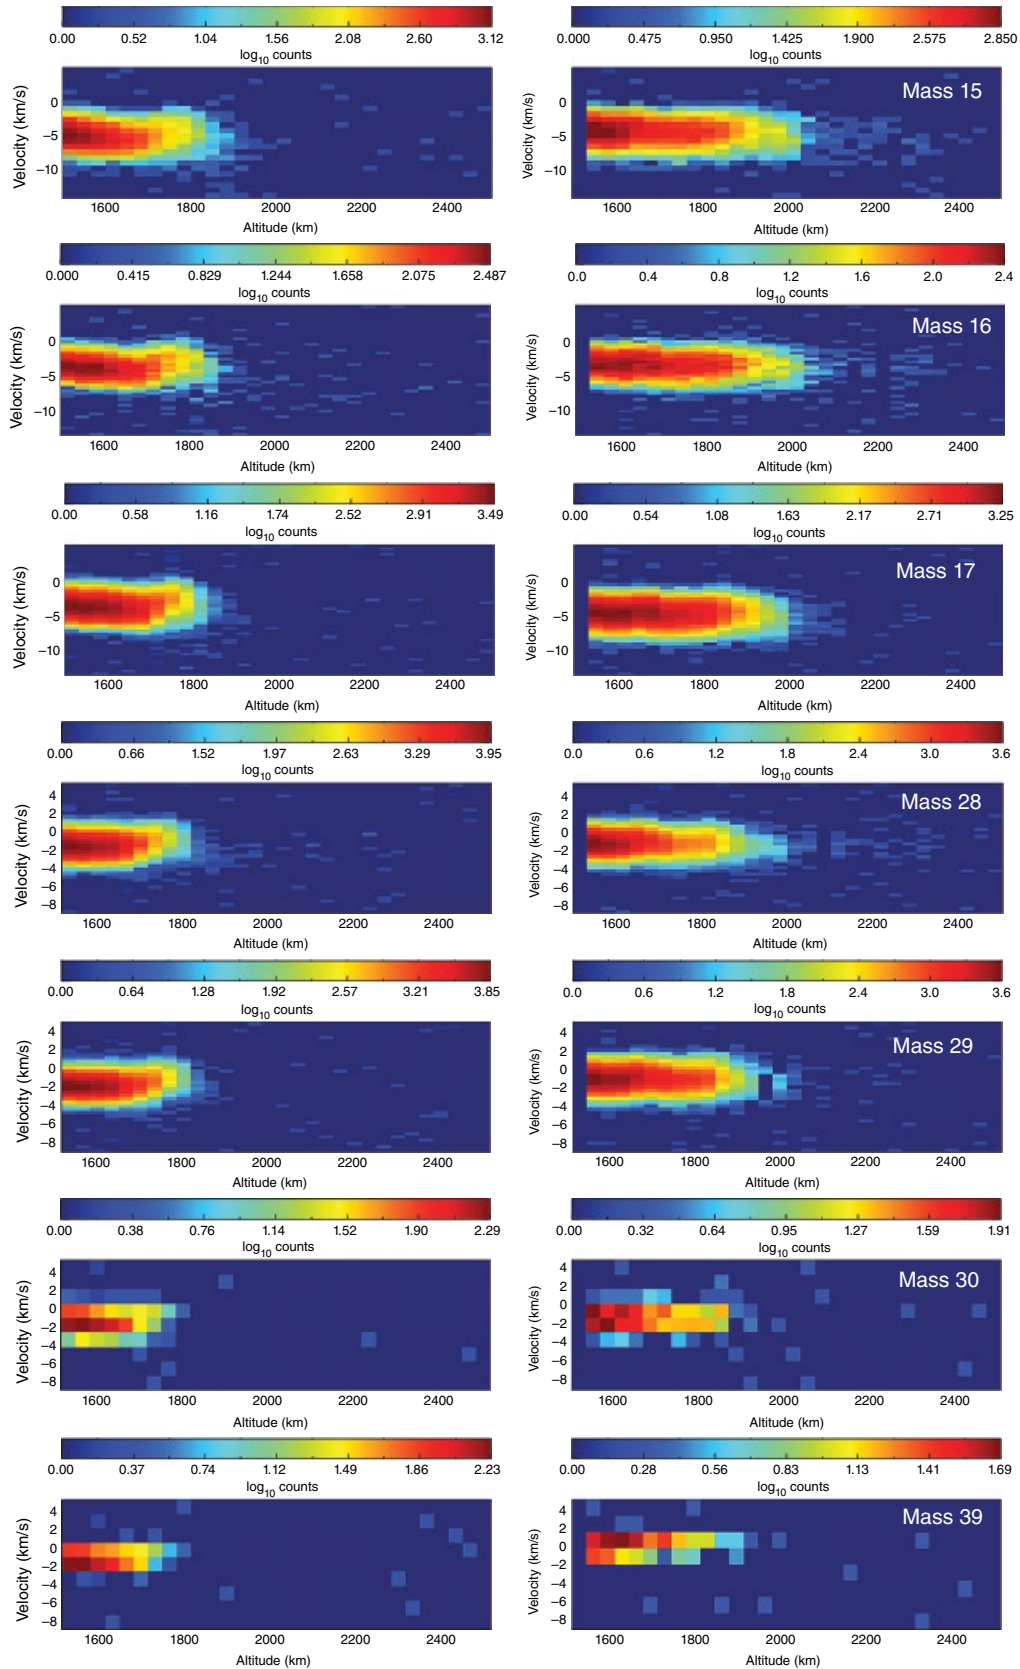 0.00 0.52 1.04 1.56 2.08 2.60 3.12
log10 counts
Velocity (km/s)
0
−5
−10
1600 1800 2000 2200 2400
Altitude (km)
0.000 0.475 0.950 1.425 1.900 2.575 2.850
log10 counts
Mass 15
Velocity (km/s)
0
−5
−10
1600 1800 2000 2200 2400
Altitude (km)
0.000 0.415 0.829 1.244 1.658 2.075 2.487
log10 counts
Velocity (km/s)
0
−5
−10
1600 1800 2000 2200 2400
Altitude (km)
0.0 0.4 0.8 1.2 1.6 2.0 2.4
log10 counts
Mass 16
Velocity (km/s)
0
−5
−10
1600 1800 2000 2200 2400
Altitude (km)
0.00 0.58 1.16 1.74 2.52 2.91 3.49
log10 counts
Velocity (km/s)
0
−5
−10
1600 1800 2000 2200 2400
Altitude (km)
0.00 0.54 1.08 1.63 2.17 2.71 3.25
log10 counts
Mass 17
Velocity (km/s)
0
−5
−10
1600 1800 2000 2200 2400
Altitude (km)
0.00 0.66 1.52 1.97 2.63 3.29 3.95
log10 counts
Velocity (km/s)
4
2
0
−2
−4
−6
−8
1600 1800 2000 2200 2400
Altitude (km)
0.0 0.6 1.2 1.8 2.4 3.0 3.6
log10 counts
Mass 28
Velocity (km/s)
4
2
0
−2
−4
−6
−8
1600 1800 2000 2200 2400
Altitude (km)
0.00 0.64 1.28 1.92 2.57 3.21 3.85
log10 counts
Velocity (km/s)
4
2
0
−2
−4
−6
−8
1600 1800 2000 2200 2400
Altitude (km)
0.0 0.6 1.2 1.8 2.4 3.0 3.6
log10 counts
Mass 29
Velocity (km/s)
4
2
0
−2
−4
−6
−8
1600 1800 2000 2200 2400
Altitude (km)
0.00 0.38 0.76 1.14 1.52 1.90 2.29
log10 counts
Velocity (km/s)
4
2
0
−2
−4
−6
−8
1600 1800 2000 2200 2400
Altitude (km)
0.00 0.32 0.64 0.95 1.27 1.59 1.91
log10 counts
Mass 30
Velocity (km/s)
4
2
0
−2
−4
−6
−8
1600 1800 2000 2200 2400
Altitude (km)
0.00 0.37 0.74 1.12 1.49 1.86 2.23
log10 counts
Velocity (km/s)
4
2
0
−2
−4
−6
−8
1600 1800 2000 2200 2400
Altitude (km)
0.00 0.28 0.56 0.83 1.13 1.41 1.69
log10 counts
Mass 39
Velocity (km/s)
4
2
0
−2
−4
−6
−8
1600 1800 2000 2200 2400
Altitude (km)